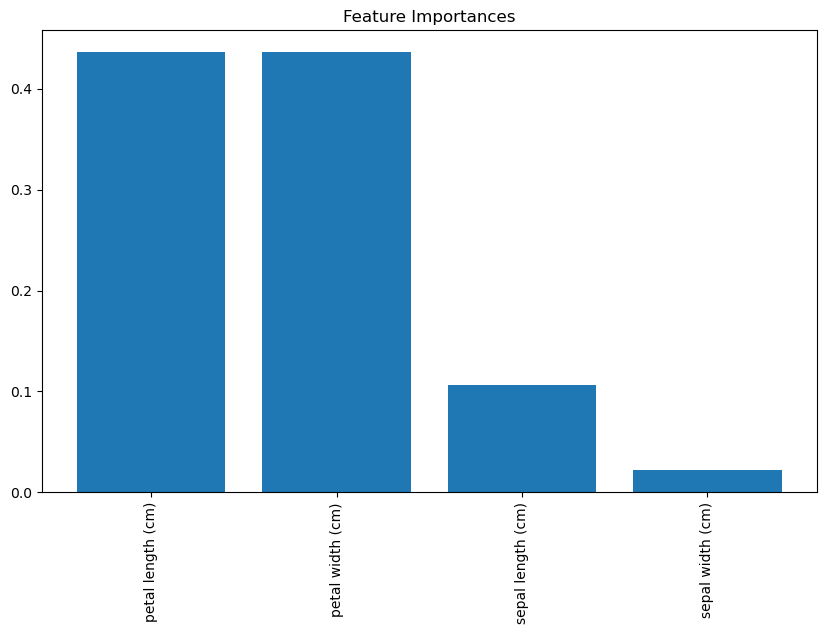 Feature Importances
0.4
0.3
0.2
0.1
0.0
petal length (cm)
petal width (cm)
sepal length (cm)
sepal width (cm)